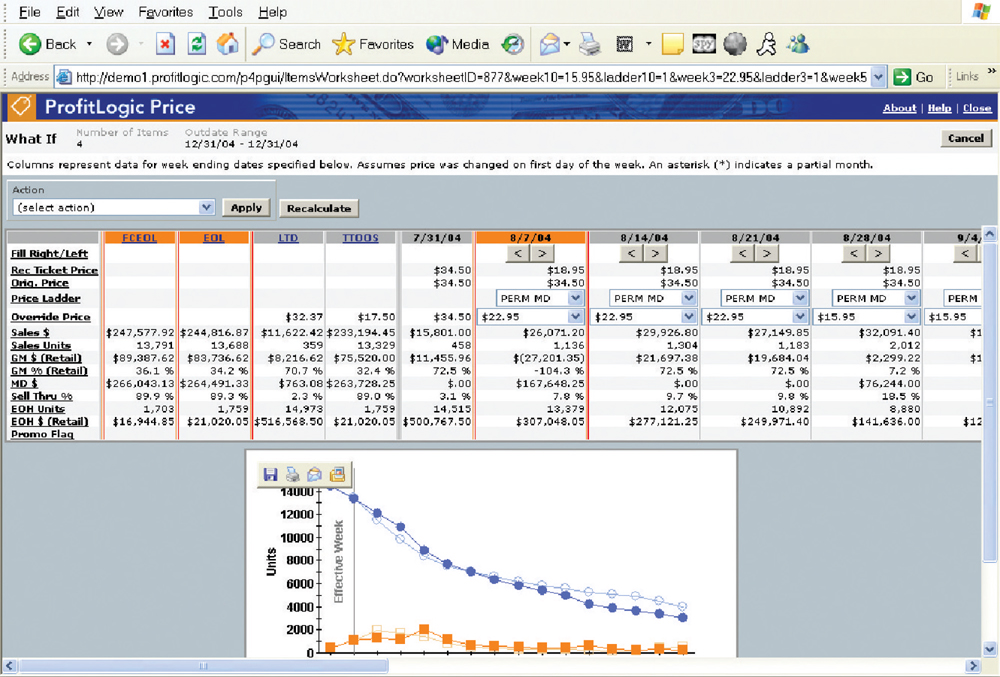 File Edit View Favorites Tools Help
Back Search Favorites Media
Address http://demo1.profitlogic.com/p4pgui/ItemsWorksheet.do?worksheetID=877&week10=15.95&ladder10=1&week3=22.95&ladder3=1&week5 Go Links »
ProfitLogic Price About | Help | Close
What If Number of Items Outdate Range Cancel
4 12/31/04 - 12/31/04
Columns represent data for week ending dates specified below. Assumes price was changed on first day of the week. An asterisk (*) indicates a partial month.
Action
(select action) Apply Recalculate
FCEOL EOL LTD TTOOS 7/31/04 8/7/04 8/14/04 8/21/04 8/28/04 9/4/
Fill Right/Left < > < > < > < > <
Rec Ticket Price $34.50 $18.95 $18.95 $18.95 $18.95
Orig. Price $34.50 $34.50 $34.50 $34.50 $34.50
Price Ladder PERM MD PERM MD PERM MD PERM MD PERM
Override Price $32.37 $17.50 $34.50 $22.95 $22.95 $22.95 $15.95 $15.95
Sales $ $247,577.92 $244,816.87 $11,622.42 $233,194.45 $15,801.00 $26,071.20 $29,926.80 $27,149.85 $32,091.40 $1
Sales Units 13,791 13,688 359 13,329 458 1,136 1,304 1,183 2,012
GM $ (Retail) $89,387.62 $83,736.62 $8,216.62 $75,520.00 $11,455.96 $(27,201.35) $21,697.38 $19,684.04 $2,299.22 $1
GM % (Retail) 36.1 % 34.2 % 70.7 % 32.4 % 72.5 % -104.3 % 72.5 % 72.5 % 7.2 %
MD $ $266,043.13 $264,491.33 $763.08 $263,728.25 $.00 $167,648.25 $.00 $.00 $76,244.00
Sell Thru % 89.9 % 89.3 % 2.3 % 89.0 % 3.1 % 7.8 % 9.7 % 9.8 % 18.5 %
EOH Units 1,703 1,759 14,973 1,759 14,515 13,379 12,075 10,892 8,880
EOH $ (Retail) $16,944.85 $21,020.05 $516,568.50 $21,020.05 $500,767.50 $307,048.05 $277,121.25 $249,971.40 $141,636.00 $12
Promo Flag
14000
12000
10000
8000
6000
4000
2000
0
Units
Effective Week